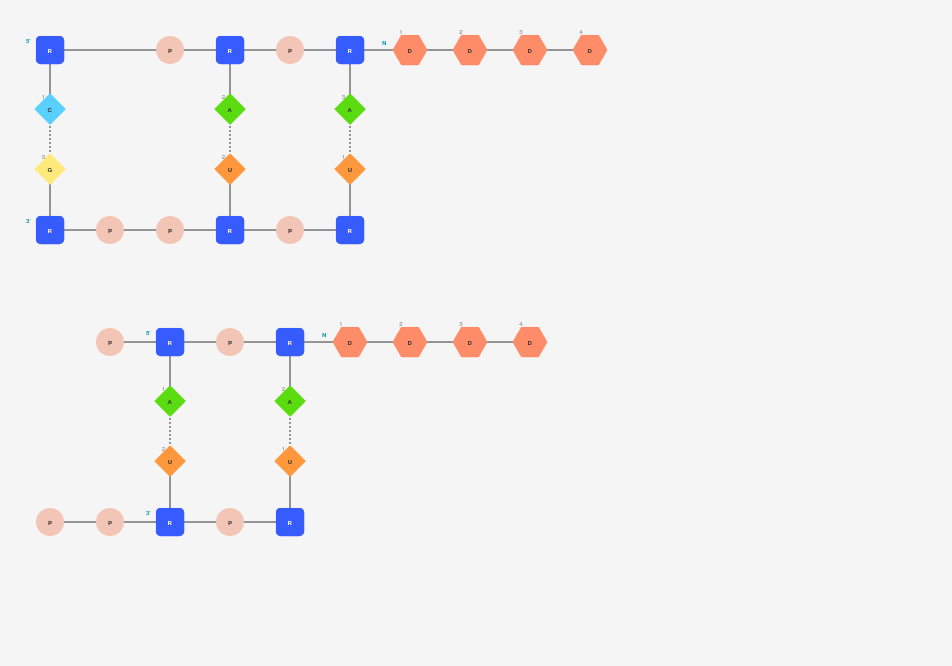 5' R P R P R N 1 D 2 D 3 D 4 D
1 C 2 A 3 A
3 G 2 U 1 U
3' R P P R P R
P 5' R P R N 1 D 2 D 3 D 4 D
1 A 2 A
2 U 1 U
P P 3' R P R